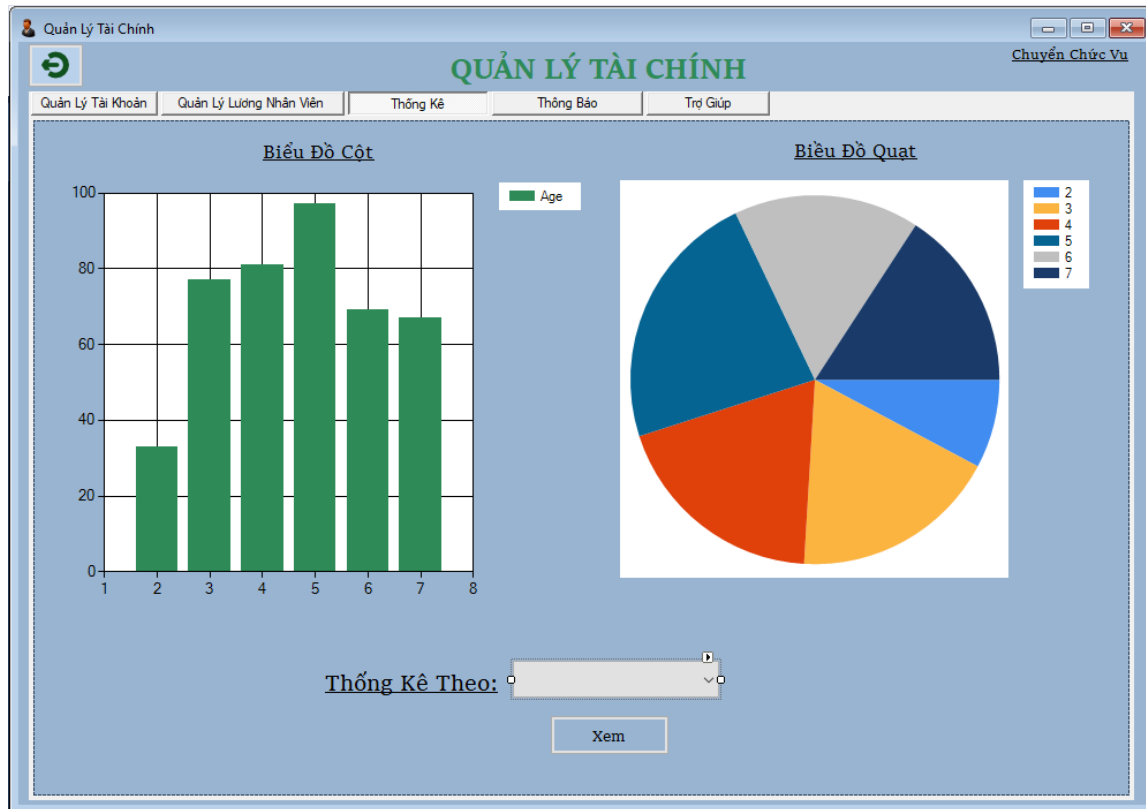 Quản Lý Tài Chính
QUẢN LÝ TÀI CHÍNH
Chuyển Chức Vu
Quản Lý Tài Khoản
Quản Lý Lương Nhân Viên
Thống Kê
Thông Báo
Trợ Giúp
Biểu Đồ Cột
100
80
60
40
20
0
1 2 3 4 5 6 7 8
Age
Biều Đồ Quạt
2
3
4
5
6
7
Thống Kê Theo:
Xem